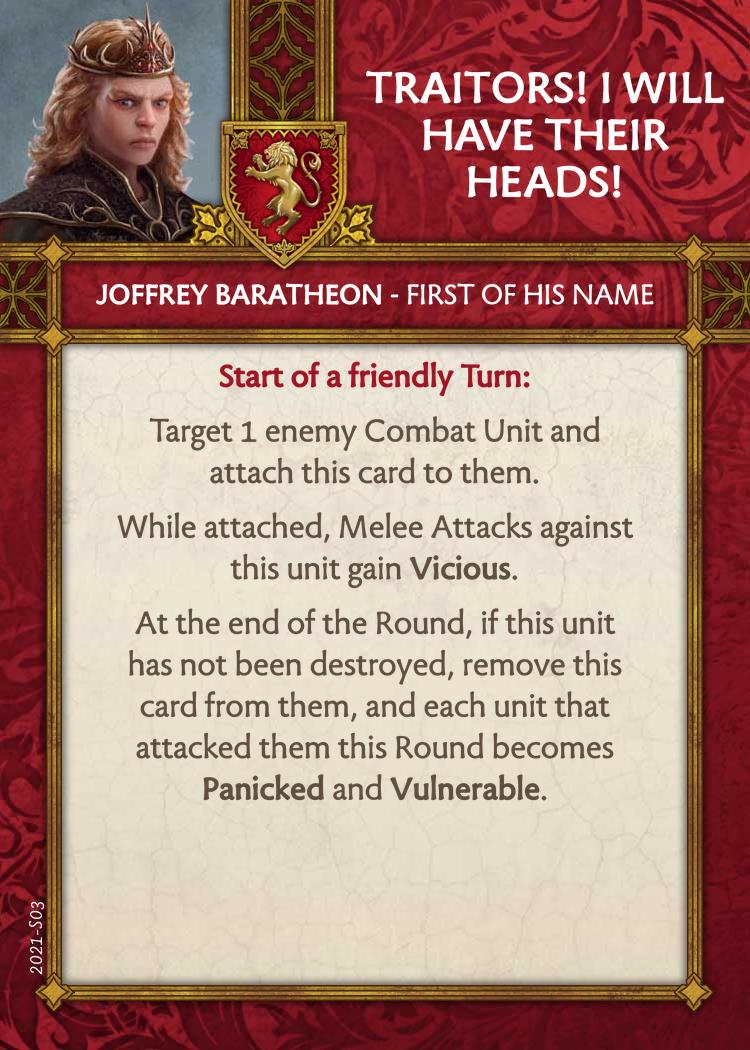 TRAITORS! I WILL
HAVE THEIR
HEADS!
JOFFREY BARATHEON - FIRST OF HIS NAME
Start of a friendly Turn:
Target 1 enemy Combat Unit and
attach this card to them.
While attached, Melee Attacks against
this unit gain Vicious.
At the end of the Round, if this unit
has not been destroyed, remove this
card from them, and each unit that
attacked them this Round becomes
Panicked and Vulnerable.
2021-S03